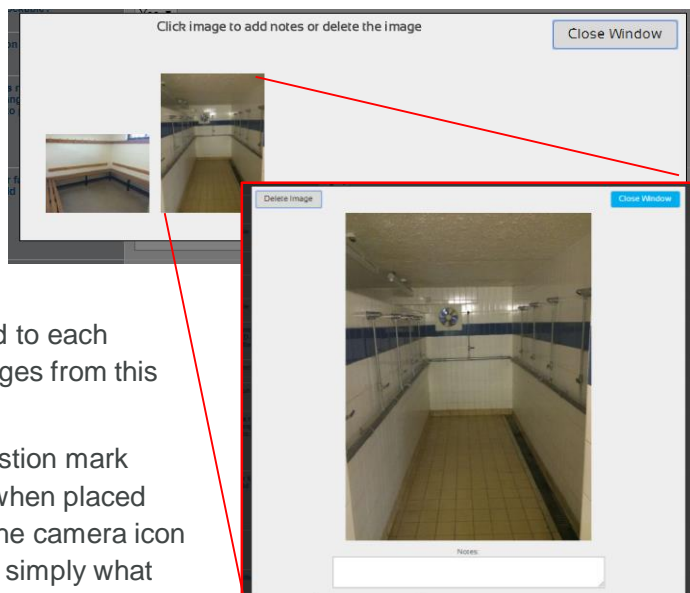 Click image to add notes or delete the image
Close Window
Delete Image
Close Window
Notes:
d to each
ges from this
stion mark
when placed
he camera icon
simply what